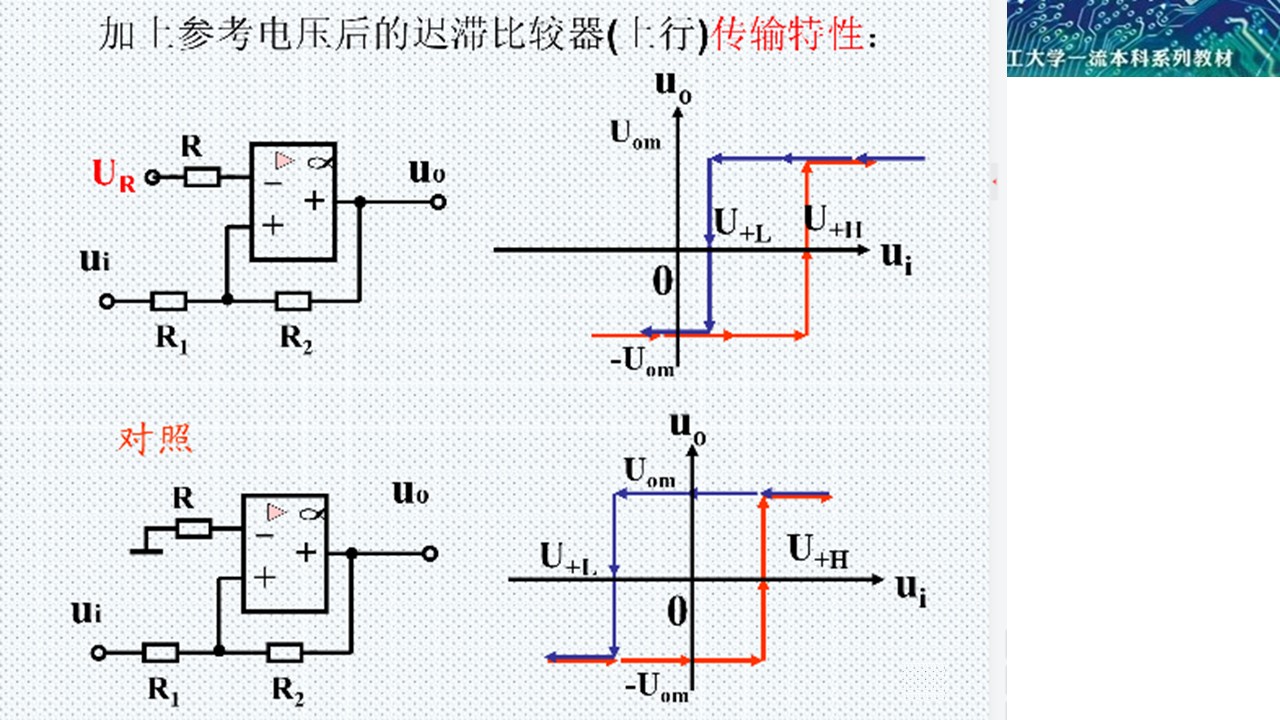 加上参考电压后的迟滞比较器(上行)传输特性：
工大学一流本科系列教材
uo
Uom
R
UR
∞
uo
−
+
+
U+L
U+H
ui
ui
0
R1
R2
-Uom
对照
uo
Uom
R
∞
uo
−
+
+
U+L
U+H
ui
ui
0
R1
R2
-Uom